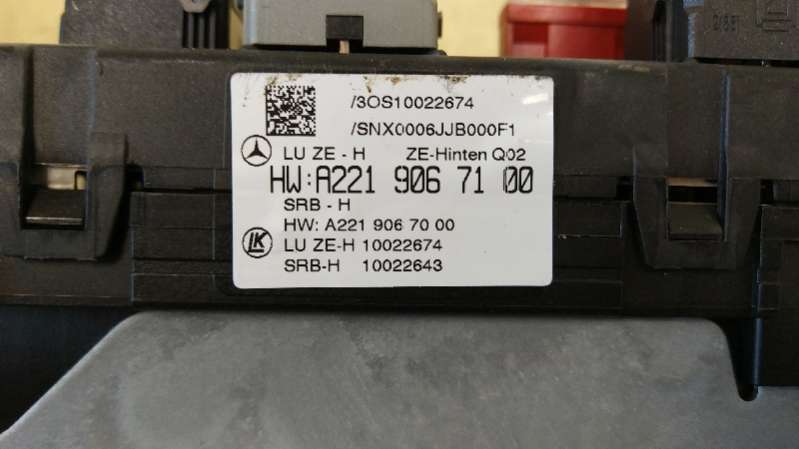 /3OS10022674
/SNX0006JJB000F1
LU ZE - H ZE-Hinten Q02
HW:A221 906 71 00
SRB - H
HW: A221 906 70 00
LK
LU ZE-H 10022674
SRB-H 10022643